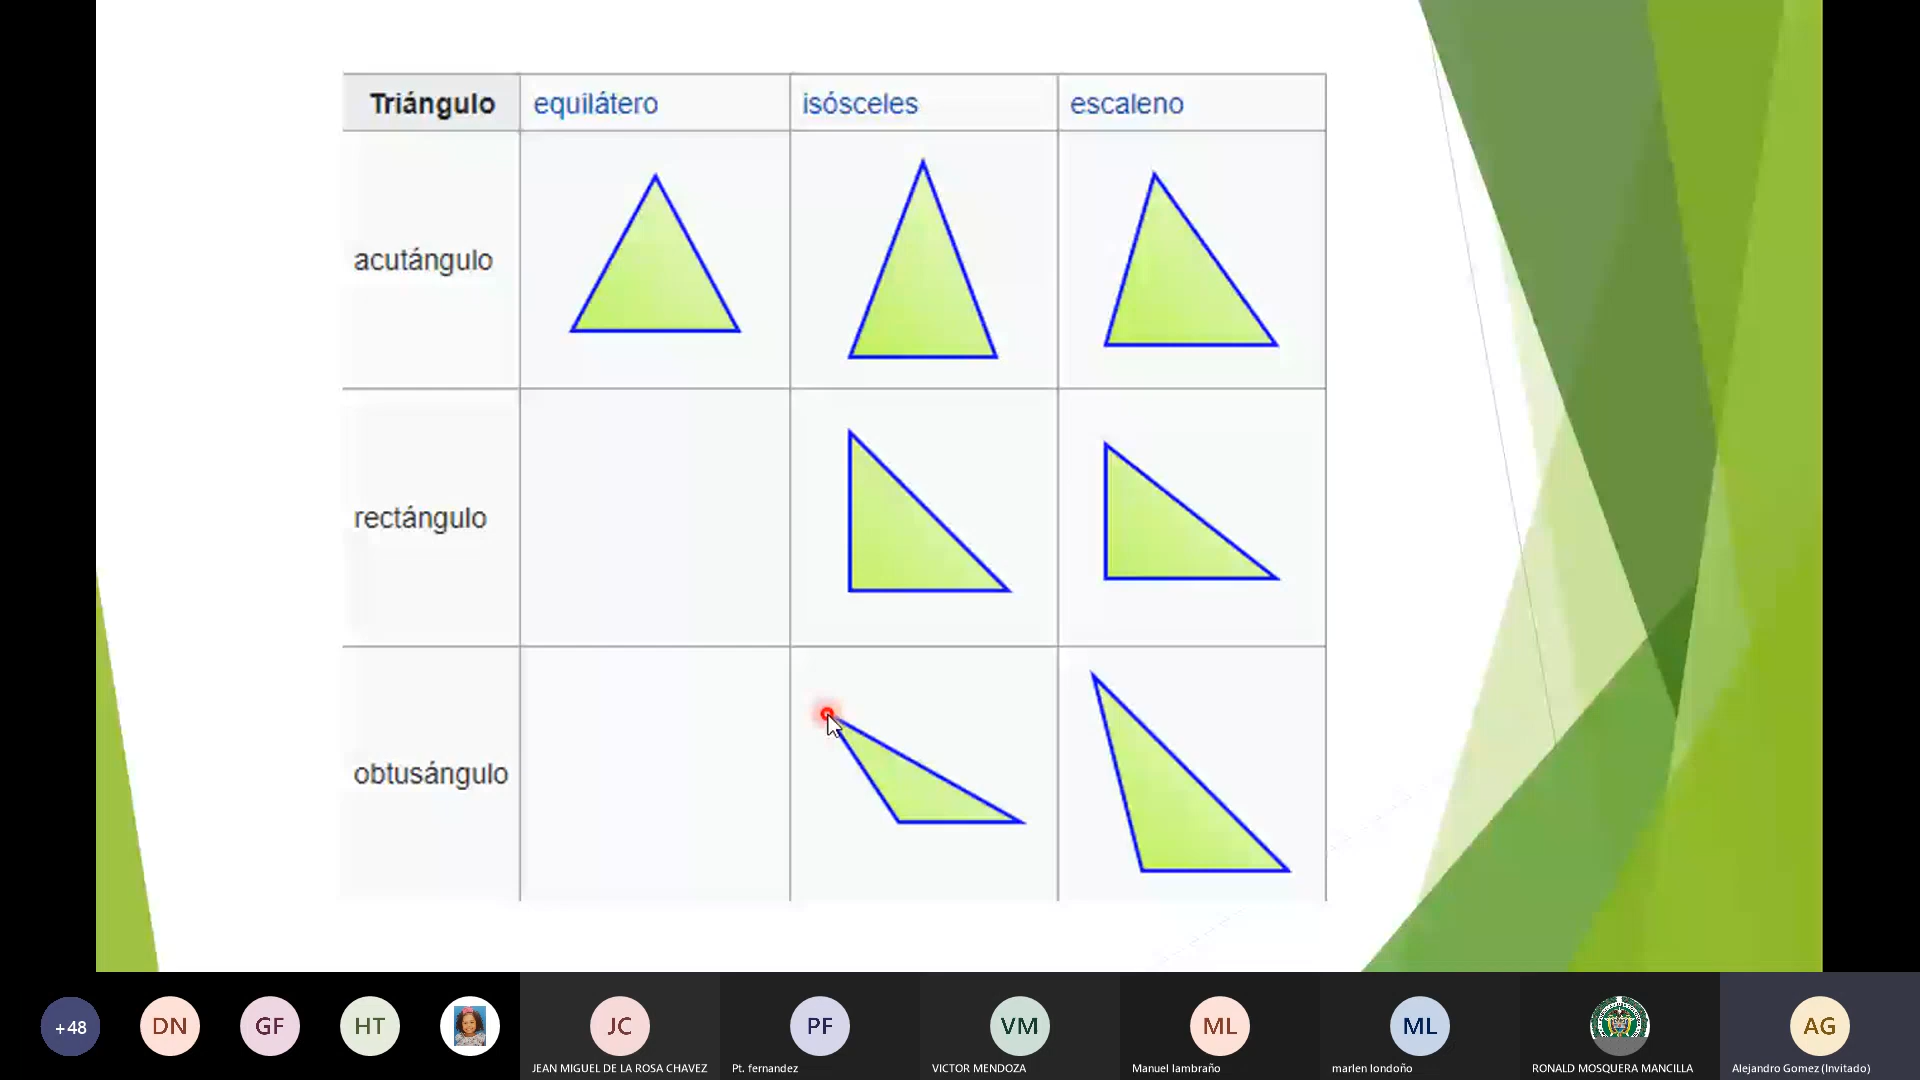 Triángulo equilátero isósceles escaleno
acutángulo
rectángulo
obtusángulo
+48 DN GF HT JC PF VM ML ML AG
JEAN MIGUEL DE LA ROSA CHAVEZ Pt. fernandez VICTOR MENDOZA Manuel lambraño marlen londoño RONALD MOSQUERA MANCILLA Alejandro Gomez (Invitado)